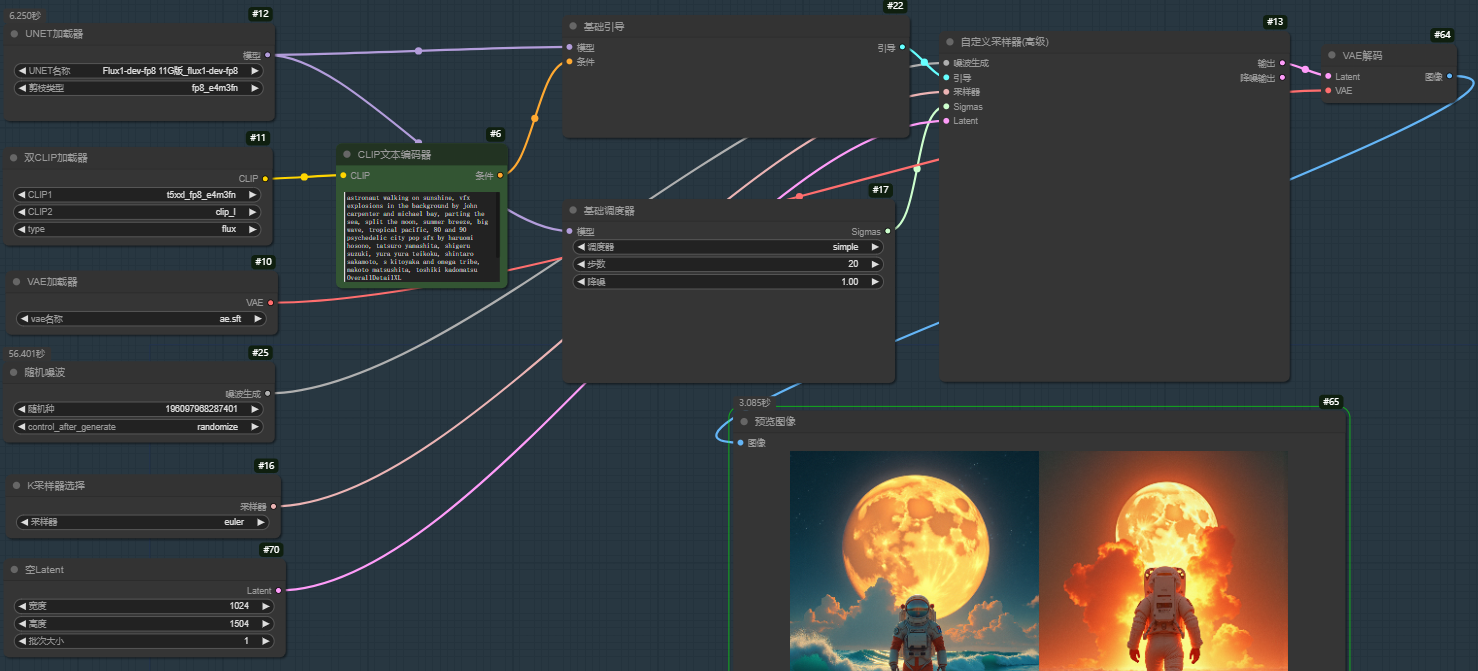 6.250秒
#12
UNET加载器
模型
UNET名称 Flux1-dev-fp8 11G版_flux1-dev-fp8
剪枝类型 fp8_e4m3fn
#11
双CLIP加载器
CLIP
CLIP1 t5xxl_fp8_e4m3fn
CLIP2 clip_l
type flux
#10
VAE加载器
VAE
vae名称 ae.sft
56.401秒
#25
随机噪波
噪波生成
随机种 196097968287401
control_after_generate randomize
#16
K采样器选择
采样器
采样器 euler
#70
空Latent
Latent
宽度 1024
高度 1504
批次大小 1
#6
CLIP文本编码器
CLIP 条件
astronaut walking on sunshine, vfx
explosions in the background by john
carpenter and michael bay, parting the
sea, split the moon, summer breeze, big
wave, tropical pacific, 80 and 90
psychedelic city pop sfx by haruomi
hosono, tatsuro yamashita, shigeru
suzuki, yura yura teikoku, shintaro
sakamoto, s kitoyaka and omega tribe,
makoto matsushita, toshiki kadomatsu
OverallDetailXL
#22
基础引导
模型 引导
条件
#17
基础调度器
模型 Sigmas
调度器 simple
步数 20
降噪 1.00
#13
自定义采样器(高级)
噪波生成 输出
引导 降噪输出
采样器
Sigmas
Latent
#64
VAE解码
Latent 图像
VAE
3.085秒
#65
预览图像
图像